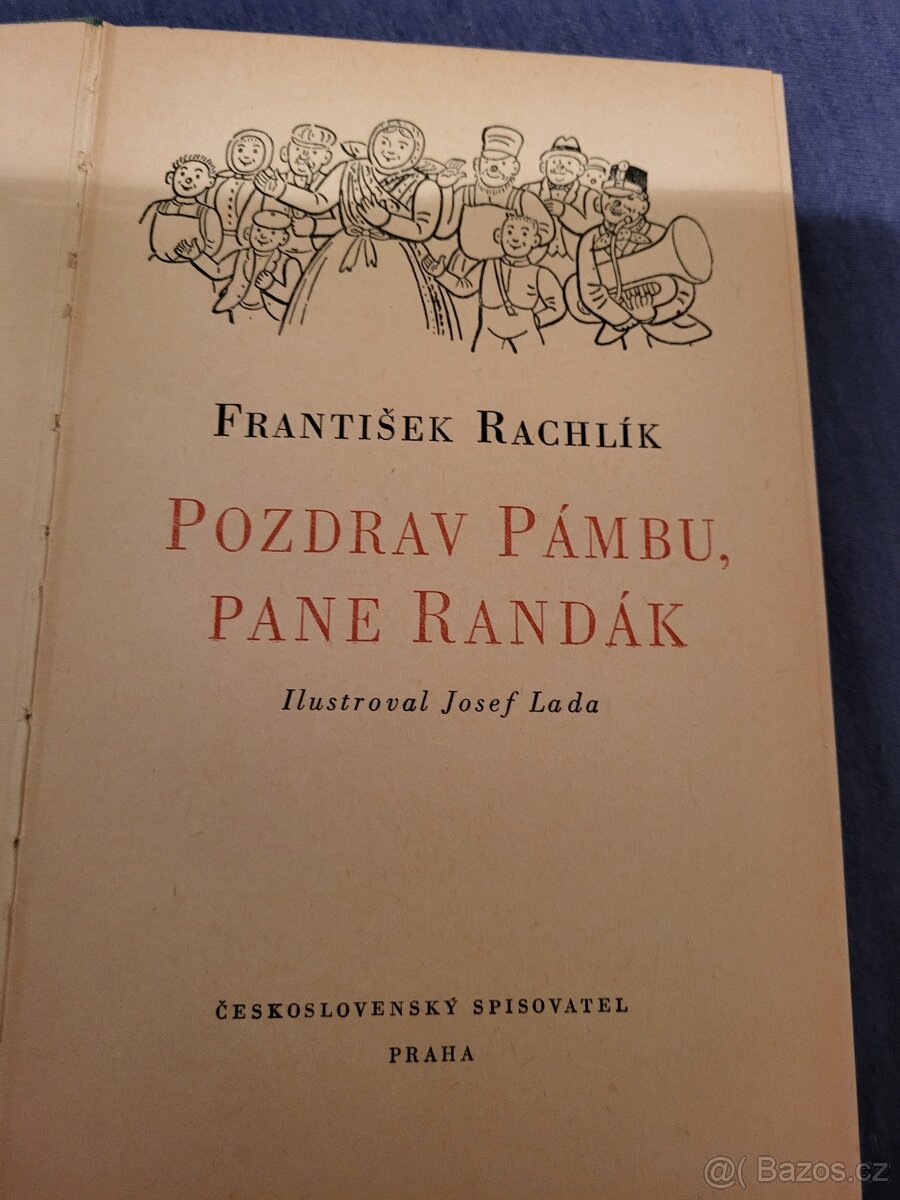 František Rachlík
Pozdrav Pámbu,
pane Randák
Ilustroval Josef Lada
ČESKOSLOVENSKÝ SPISOVATEL
PRAHA
@( Bazos.cz